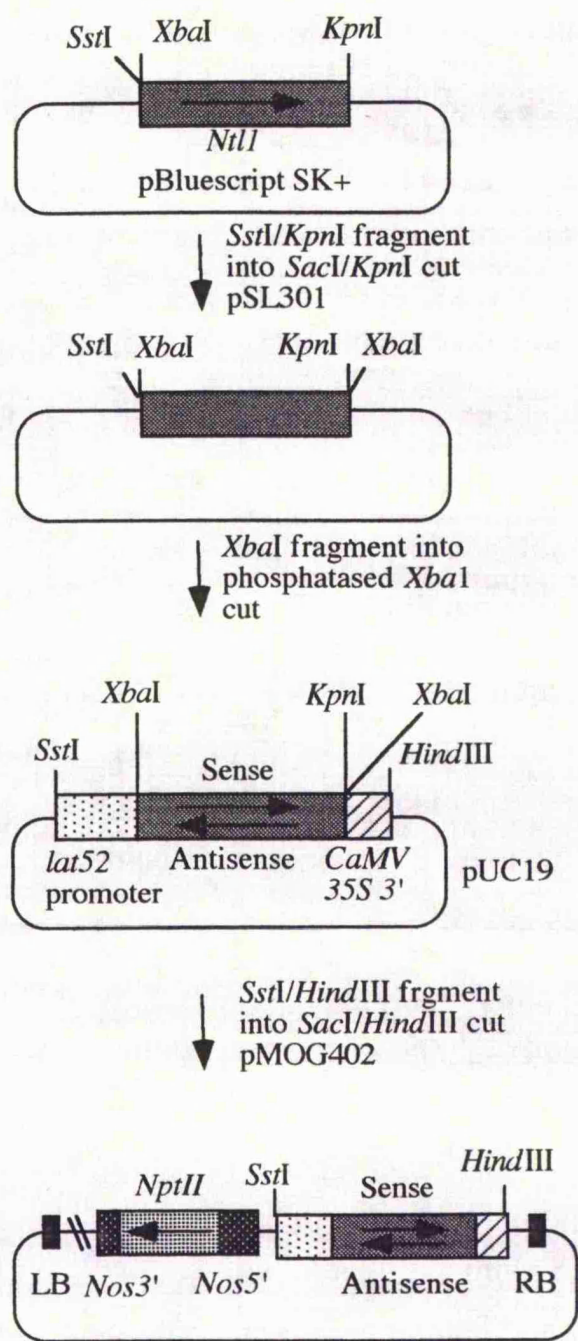 SstI XbaI KpnI
Ntl1
pBluescript SK+
SstI/KpnI fragment
into SacI/KpnI cut
pSL301
SstI XbaI KpnI XbaI
XbaI fragment into
phosphatased Xba1
cut
XbaI KpnI XbaI
SstI HindIII
Sense
Antisense
lat52
promoter
CaMV
35S 3'
pUC19
SstI/HindIII frgment
into SacI/HindIII cut
pMOG402
HindIII
NptII SstI Sense
LB Nos3' Nos5' Antisense RB